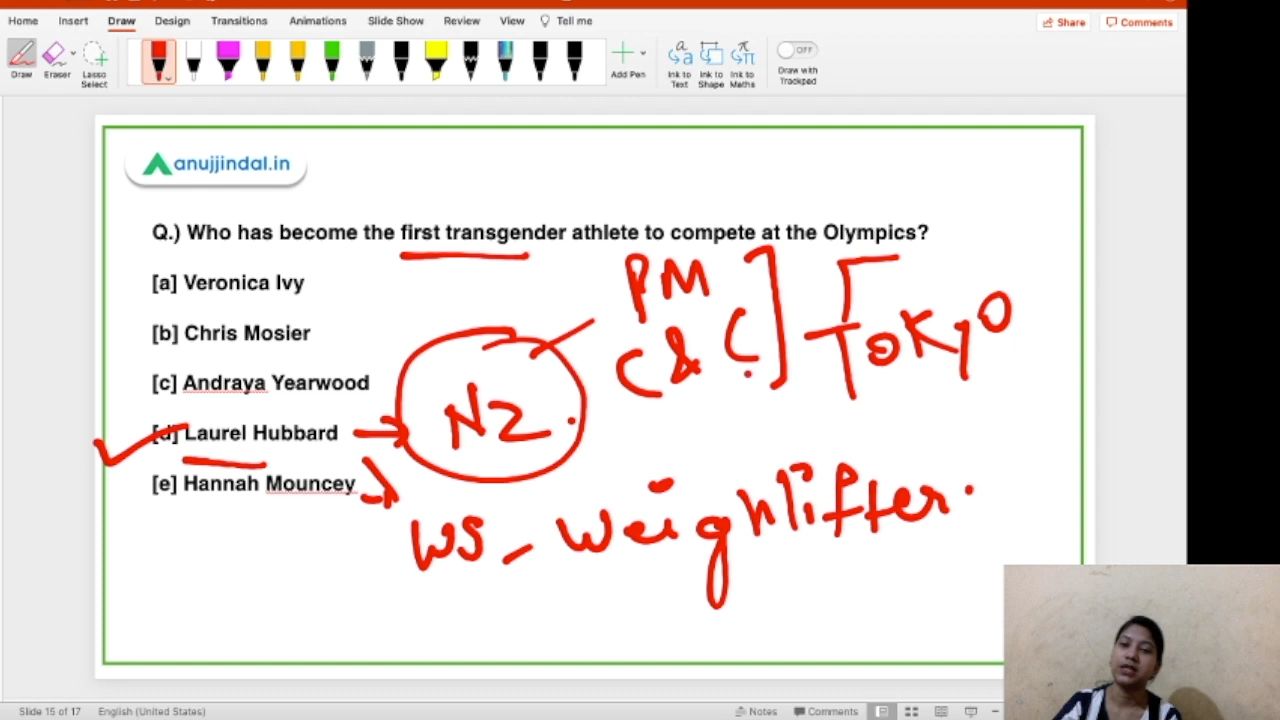 Home Insert Draw Design Transitions Animations Slide Show Review View Tell me Share Comments
Draw Eraser Lasso Select Add Pen Ink to Text Ink to Shape Ink to Maths OFF Draw with Trackpad
anujjindal.in
Q.) Who has become the first transgender athlete to compete at the Olympics?
[a] Veronica Ivy
[b] Chris Mosier
[c] Andraya Yearwood
[d] Laurel Hubbard
[e] Hannah Mouncey
PM
C & C
Tokyo
NZ
WS - Weighlifter.
Slide 15 of 17 English (United States) Notes Comments